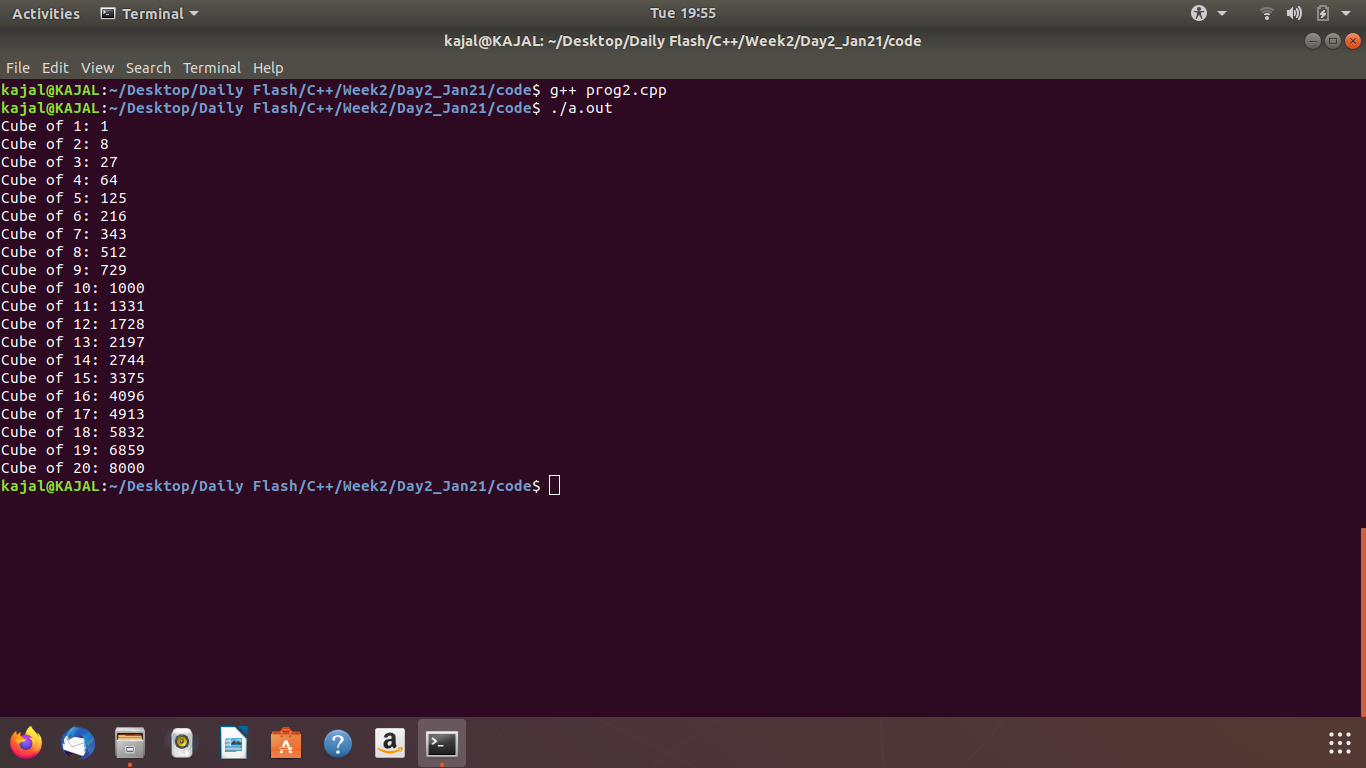 Activities Terminal Tue 19:55
kajal@KAJAL: ~/Desktop/Daily Flash/C++/Week2/Day2_Jan21/code
File Edit View Search Terminal Help
kajal@KAJAL:~/Desktop/Daily Flash/C++/Week2/Day2_Jan21/code$ g++ prog2.cpp
kajal@KAJAL:~/Desktop/Daily Flash/C++/Week2/Day2_Jan21/code$ ./a.out
Cube of 1: 1
Cube of 2: 8
Cube of 3: 27
Cube of 4: 64
Cube of 5: 125
Cube of 6: 216
Cube of 7: 343
Cube of 8: 512
Cube of 9: 729
Cube of 10: 1000
Cube of 11: 1331
Cube of 12: 1728
Cube of 13: 2197
Cube of 14: 2744
Cube of 15: 3375
Cube of 16: 4096
Cube of 17: 4913
Cube of 18: 5832
Cube of 19: 6859
Cube of 20: 8000
kajal@KAJAL:~/Desktop/Daily Flash/C++/Week2/Day2_Jan21/code$